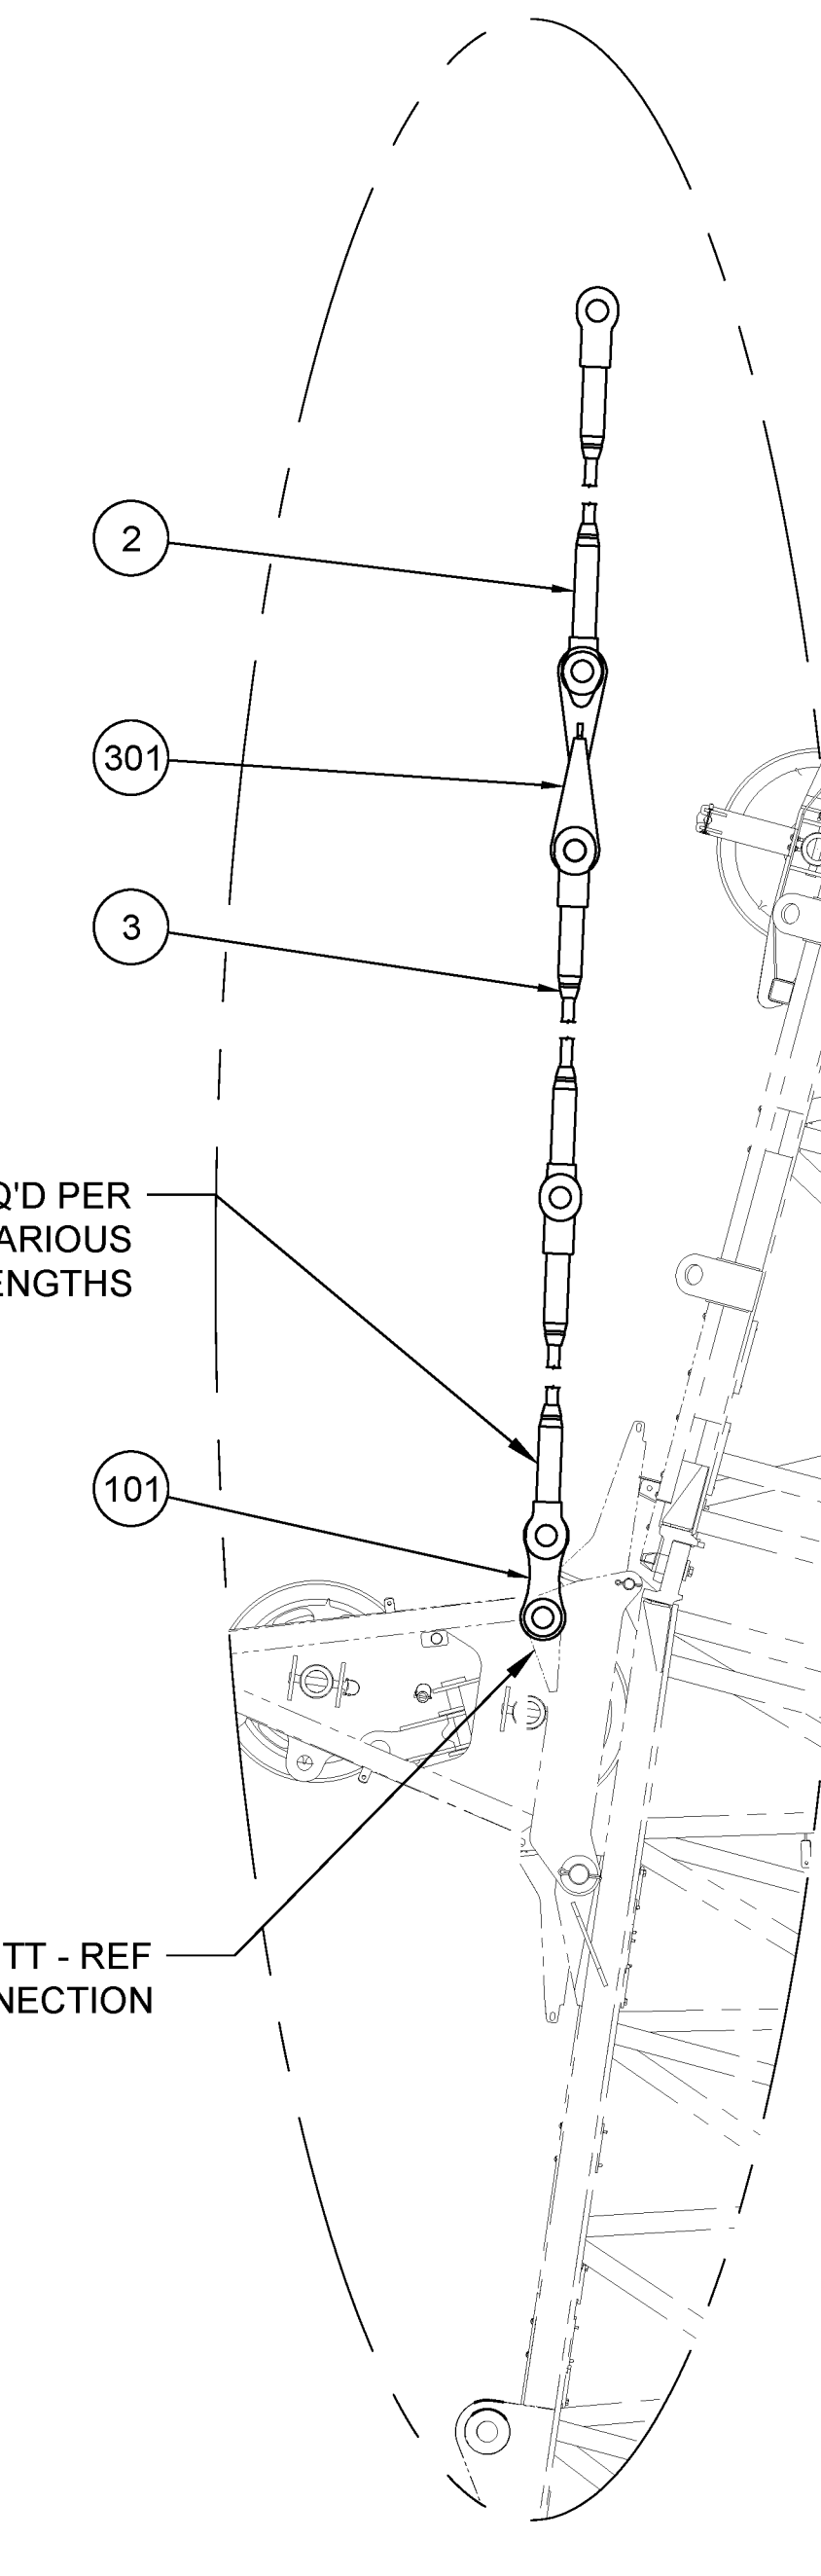 2
301
3
Q'D PER
ARIOUS
ENGTHS
101
TT - REF
NECTION